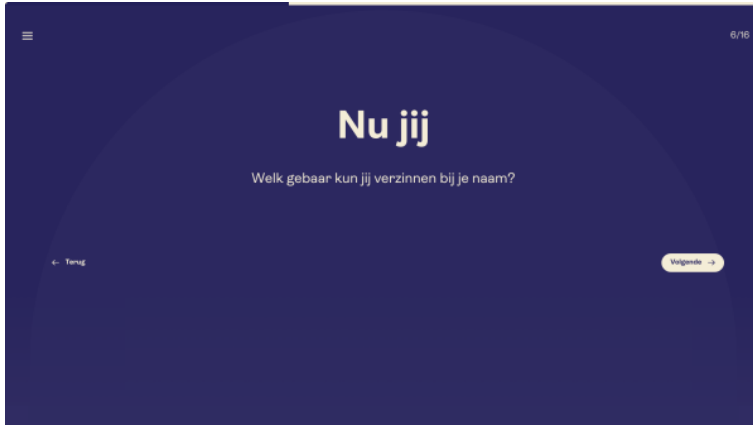 6/16
Nu jij
Welk gebaar kun jij verzinnen bij je naam?
← Terug
Volgende →